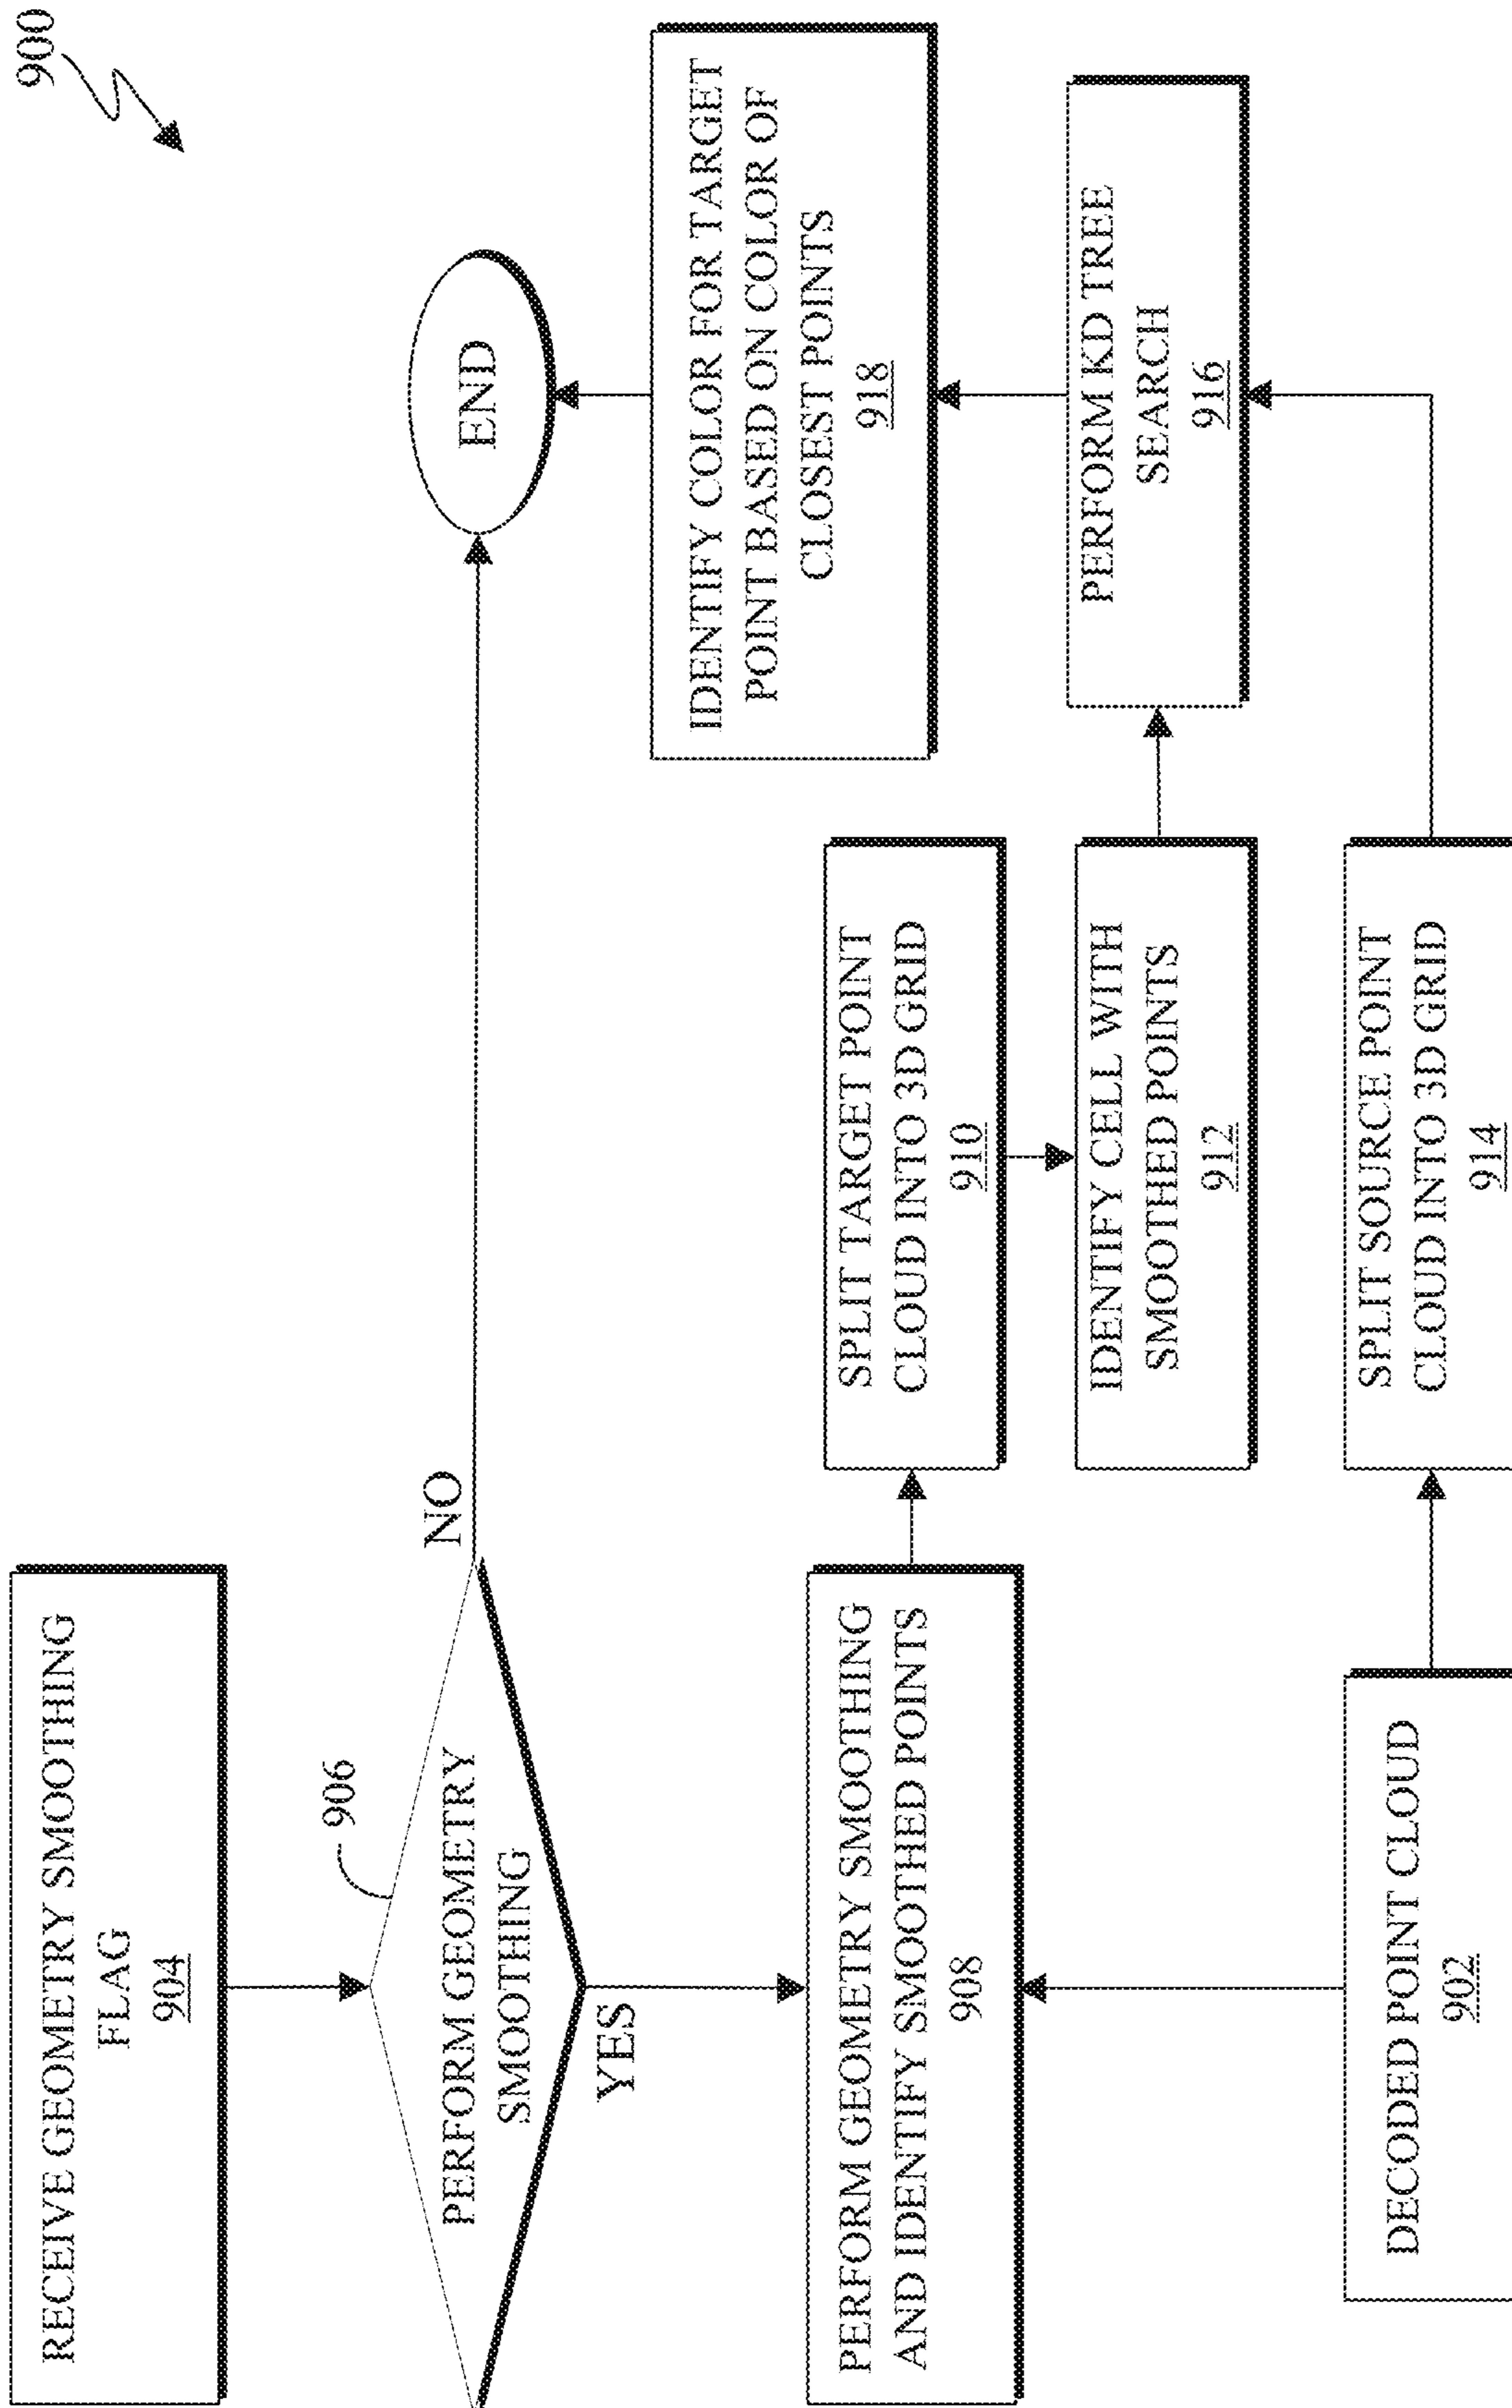 900
RECEIVE GEOMETRY SMOOTHING
FLAG
904
906
PERFORM GEOMETRY
SMOOTHING
NO
YES
END
PERFORM GEOMETRY SMOOTHING
AND IDENTIFY SMOOTHED POINTS
908
SPLIT TARGET POINT
CLOUD INTO 3D GRID
910
IDENTIFY CELL WITH
SMOOTHED POINTS
912
IDENTIFY COLOR FOR TARGET
POINT BASED ON COLOR OF
CLOSEST POINTS
918
PERFORM KD TREE
SEARCH
916
DECODED POINT CLOUD
902
SPLIT SOURCE POINT
CLOUD INTO 3D GRID
914